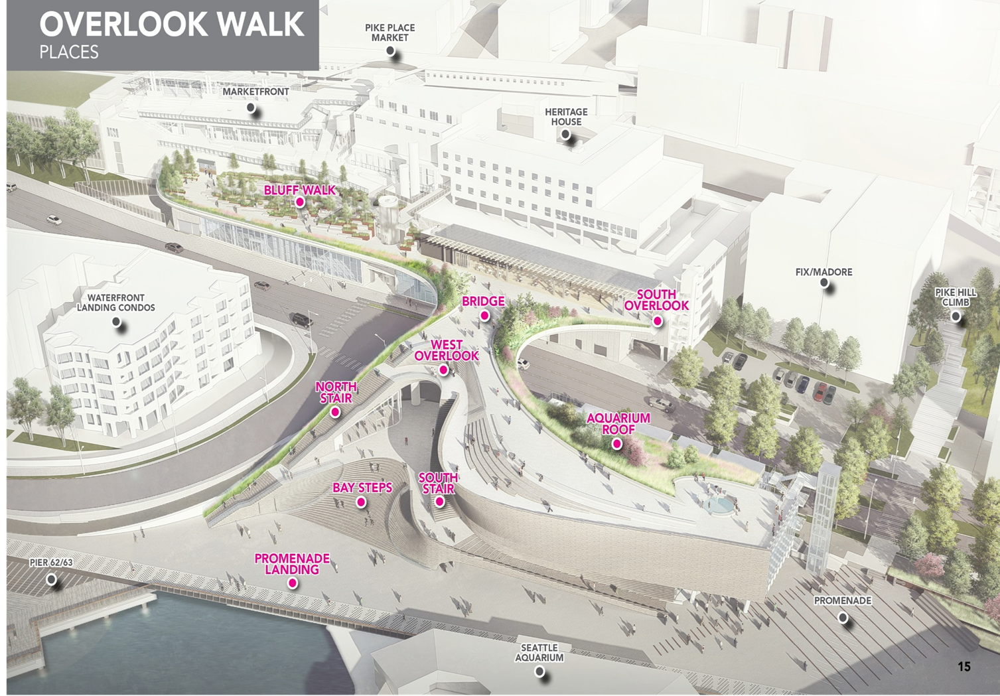 OVERLOOK WALK
PLACES
PIKE PLACE
MARKET
MARKETFRONT
HERITAGE
HOUSE
BLUFF WALK
FIX/MADORE
PIKE HILL
CLIMB
WATERFRONT
LANDING CONDOS
BRIDGE
SOUTH
OVERLOOK
WEST
OVERLOOK
NORTH
STAIR
AQUARIUM
ROOF
BAY STEPS
SOUTH
STAIR
PROMENADE
LANDING
PIER 62/63
PROMENADE
SEATTLE
AQUARIUM
15